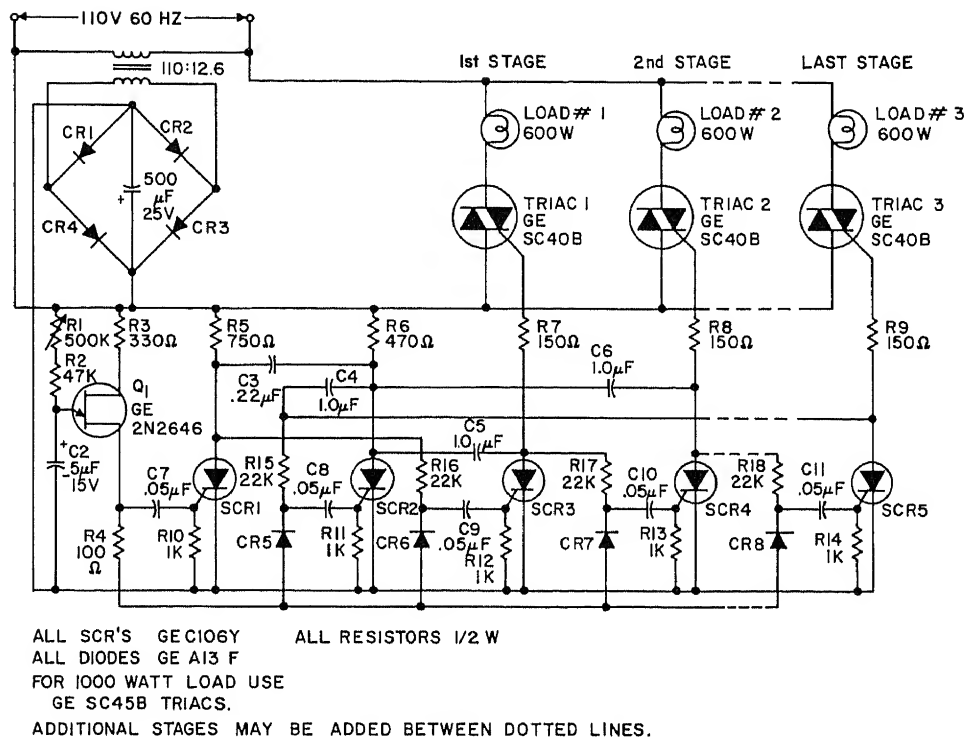 110V 60 HZ
110:12.6
1st STAGE
2nd STAGE
LAST STAGE
CR1
CR2
LOAD# 1
600W
LOAD# 2
600W
LOAD# 3
600W
500
µF
25V
+
CR4
CR3
TRIAC 1
GE
SC40B
TRIAC 2
GE
SC40B
TRIAC 3
GE
SC40B
R1
500K
R3
330Ω
R5
750Ω
R6
470Ω
R7
150Ω
R8
150Ω
R9
150Ω
R2
47K
Q1
GE
2N2646
C3
.22µF
C4
1.0µF
C6
1.0µF
C5
1.0µF
+
C2
.5µF
15V
C7
.05µF
SCR1
R15
22K
C8
.05µF
SCR2
R16
22K
C9
.05µF
SCR3
R17
22K
C10
.05µF
SCR4
R18
22K
C11
.05µF
SCR5
R4
100
Ω
R10
1K
CR5
R11
1K
CR6
R12
1K
CR7
R13
1K
CR8
R14
1K
ALL SCR'S GE C106Y ALL RESISTORS 1/2 W
ALL DIODES GE A13 F
FOR 1000 WATT LOAD USE
GE SC45B TRIACS.
ADDITIONAL STAGES MAY BE ADDED BETWEEN DOTTED LINES.